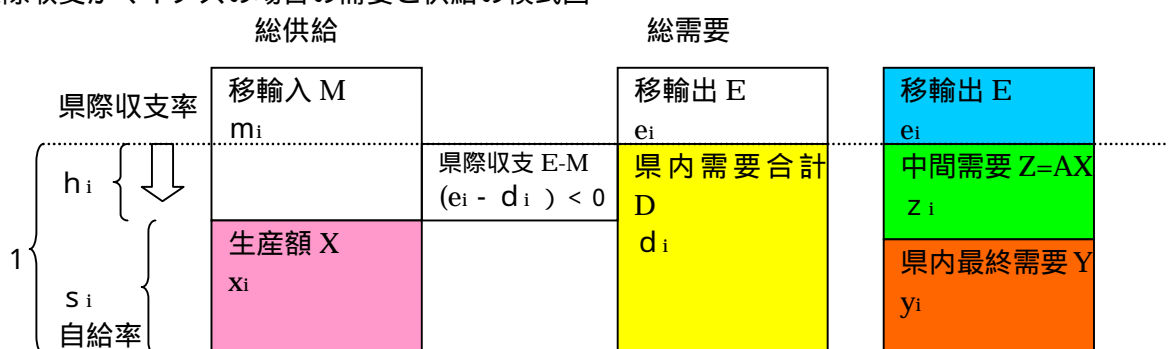 際収支がマイナスの場合の需要と供給の模式図
総供給
総需要
県際収支率
移輸入 M
mi
移輸出 E
ei
移輸出 E
ei
県際収支 E-M
(ei - di ) < 0
県内需要合計
D
di
中間需要 Z=AX
zi
hi
生産額 X
xi
県内最終需要 Y
yi
1
si
自給率